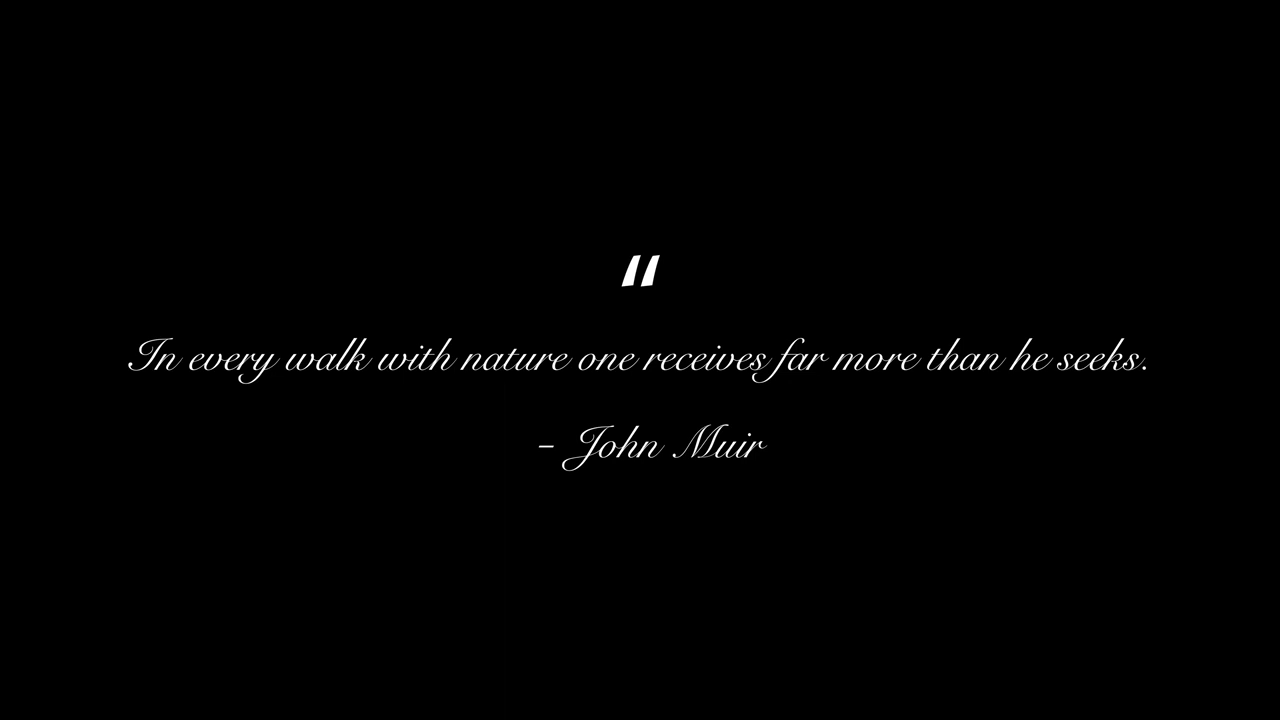 "
In every walk with nature one receives far more than he seeks.
- John Muir